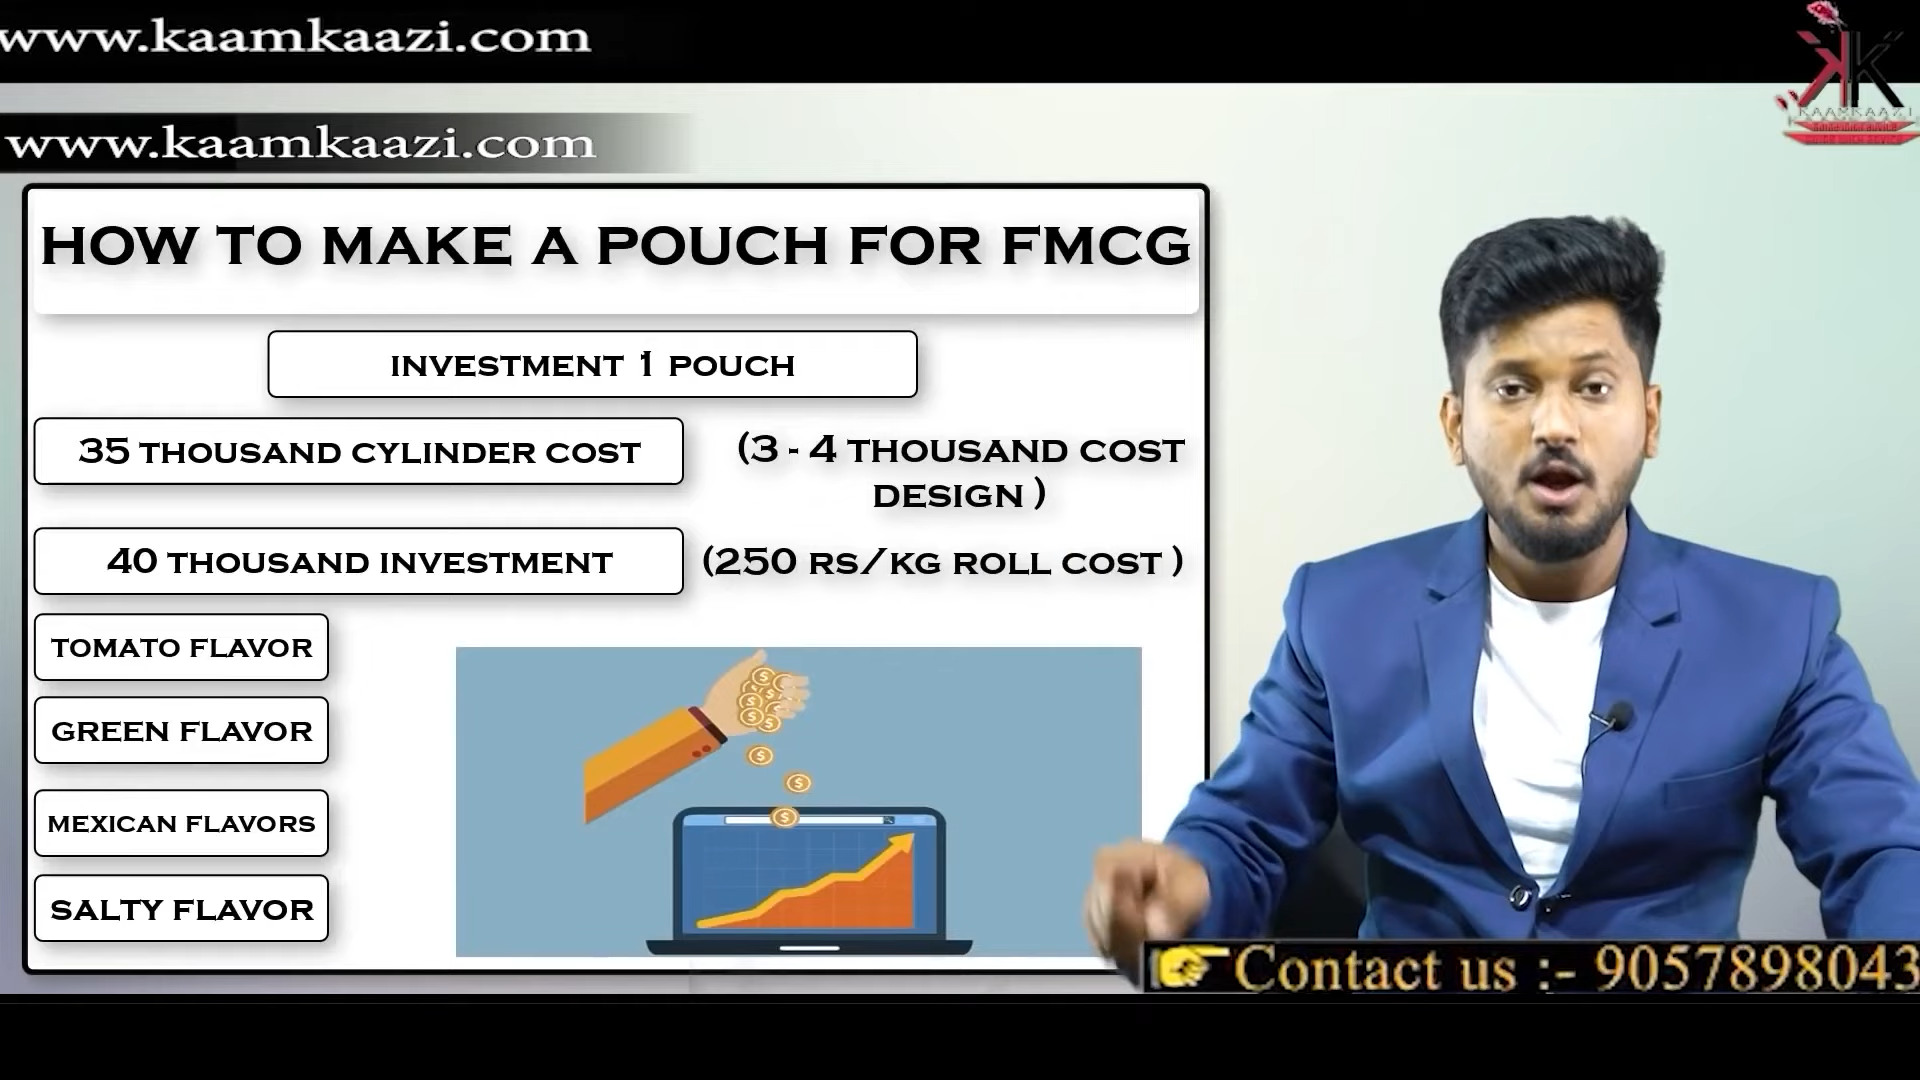 www.kaamkaazi.com
www.kaamkaazi.com
KAAMKAAZI
HOW TO MAKE A POUCH FOR FMCG
INVESTMENT 1 POUCH
35 THOUSAND CYLINDER COST
(3 - 4 THOUSAND COST
DESIGN )
40 THOUSAND INVESTMENT
(250 RS/KG ROLL COST )
TOMATO FLAVOR
GREEN FLAVOR
MEXICAN FLAVORS
SALTY FLAVOR
Contact us :- 9057898043